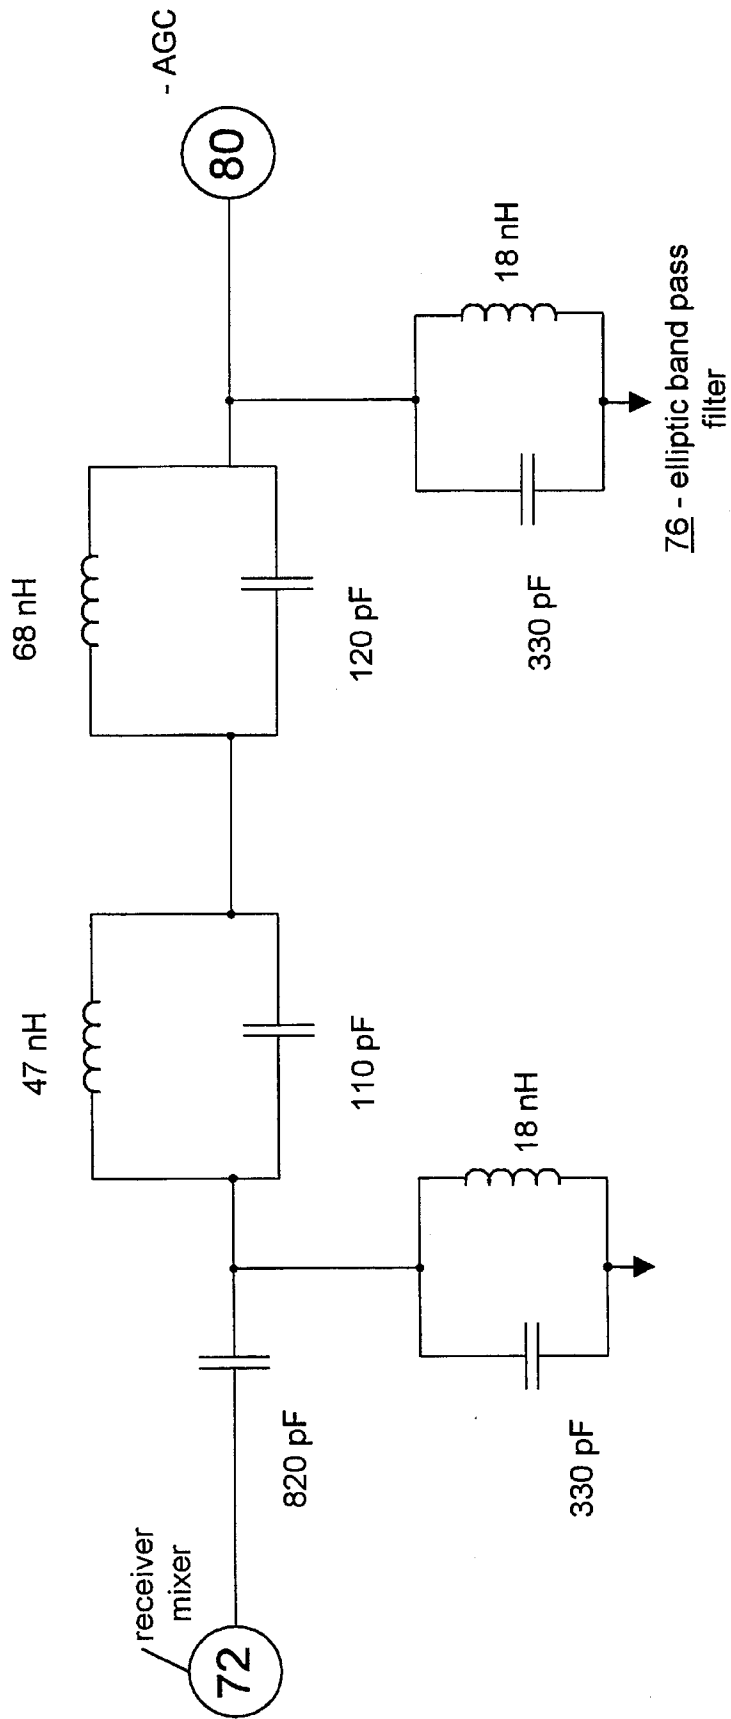 receiver
mixer
72
820 pF
330 pF
18 nH
47 nH
110 pF
68 nH
120 pF
330 pF
18 nH
80
- AGC
76 - elliptic band pass
filter